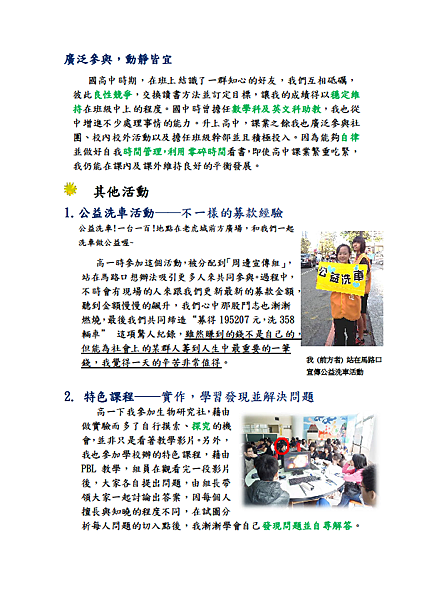 廣泛參與，動靜皆宜
國高中時期，在班上結識了一群知心的好友，我們互相砥礪，
彼此良性競爭，交換讀書方法並訂定目標，讓我的成績得以穩定維
持在班級中上的程度。國中時曾擔任數學科及英文科助教，我也從
中增進不少處理事情的能力。升上高中，課業之餘我也廣泛參與社
團、校內校外活動以及擔任班級幹部並且積極投入。因為能夠自律
並做好自我時間管理，利用零碎時間看書，即使高中課業繁重吃緊，
我仍能在課內及課外維持良好的平衡發展。
其他活動
1. 公益洗車活動──不一樣的募款經驗
公益洗車!一台一百!地點在老虎城前方廣場，和我們一起
洗車做公益喔~
高一時參加這個活動，被分配到「周邊宣傳組」，
站在馬路口想辦法吸引更多人來共同參與。過程中，
不時會有現場的人來跟我們更新最新的募款金額，
聽到金額慢慢的飆升，我們心中那股鬥志也漸漸
燃燒，最後我們共同締造“募得 195207 元，洗 358
輛車” 這項驚人紀錄，雖然賺到的錢不是自己的，
但能為社會上的某群人籌到人生中最重要的一筆
錢，我覺得一天的辛苦非常值得。
公益洗車
我 (前方者) 站在馬路口
宣傳公益洗車活動
2. 特色課程──實作，學習發現並解決問題
高一下我參加生物研究社，藉由
做實驗而多了自行摸索、探究的機
會，並非只是看著教學影片。另外，
我也參加學校辦的特色課程，藉由
PBL 教學，組員在觀看完一段影片
後，大家各自提出問題，由組長帶
領大家一起討論出答案，因每個人
擅長與知曉的程度不同，在試圖分
析每人問題的切入點後，我漸漸學會自己發現問題並自尋解答。